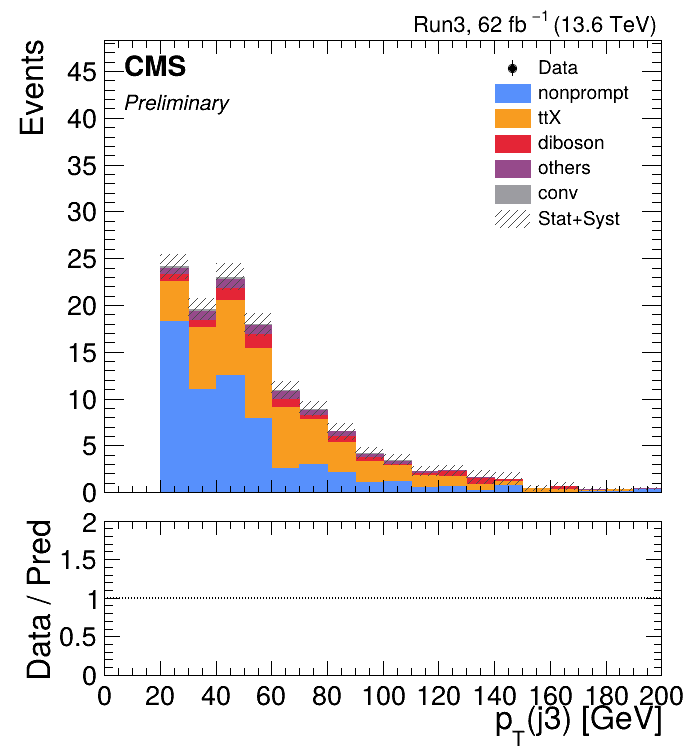 Run3, 62 fb⁻¹ (13.6 TeV)
CMS
Preliminary
Events
Data
nonprompt
ttX
diboson
others
conv
Stat+Syst
45
40
35
30
25
20
15
10
5
0
Data / Pred
2
1.5
1
0.5
0
0 20 40 60 80 100 120 140 160 180 200
p_T(j3) [GeV]